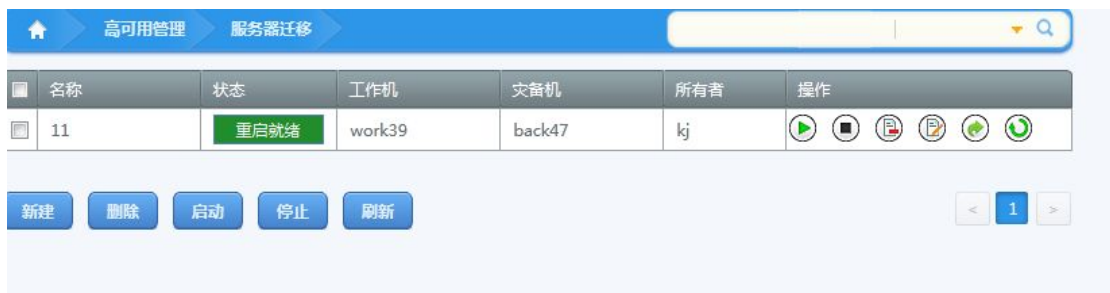 高可用管理 服务器迁移
名称 状态 工作机 灾备机 所有者 操作
11 重启就绪 work39 back47 kj
新建 删除 启动 停止 刷新 < 1 >